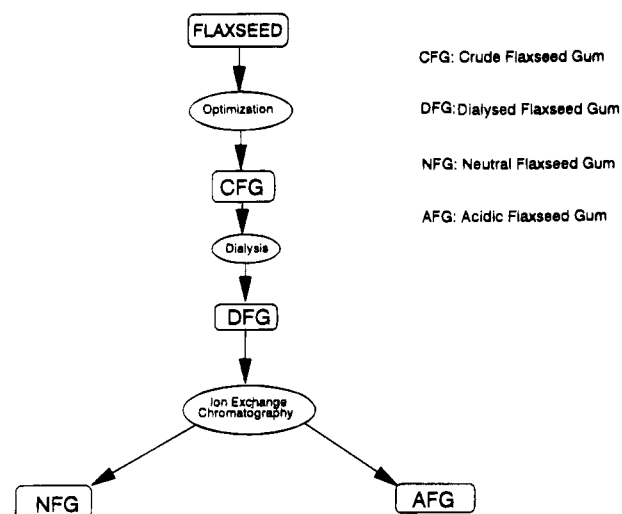 FLAXSEED
Optimization
CFG
Dialysis
DFG
Ion Exchange
Chromatography
NFG
AFG
CFG: Crude Flaxseed Gum
DFG: Dialysed Flaxseed Gum
NFG: Neutral Flaxseed Gum
AFG: Acidic Flaxseed Gum